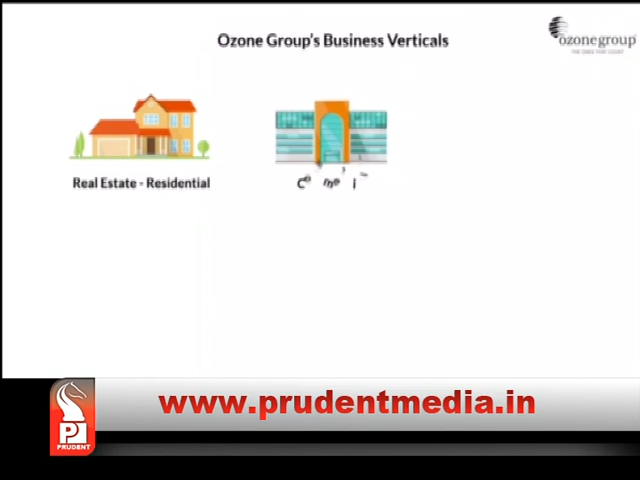 Ozone Group's Business Verticals
ozonegroup
Real Estate - Residential
www.prudentmedia.in
PRUDENT